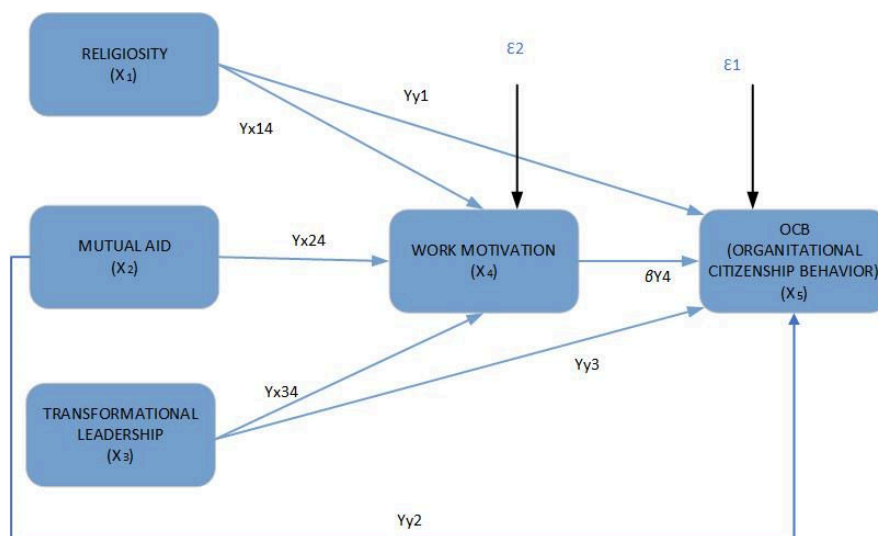 RELIGIOSITY
(X₁)
ε2
ε1
Yy1
Yx14
MUTUAL AID
(X₂)
Yx24
WORK MOTIVATION
(X₄)
βY4
OCB
(ORGANITATIONAL
CITIZENSHIP BEHAVIOR)
(X₅)
Yx34
Yy3
TRANSFORMATIONAL
LEADERSHIP
(X₃)
Yy2